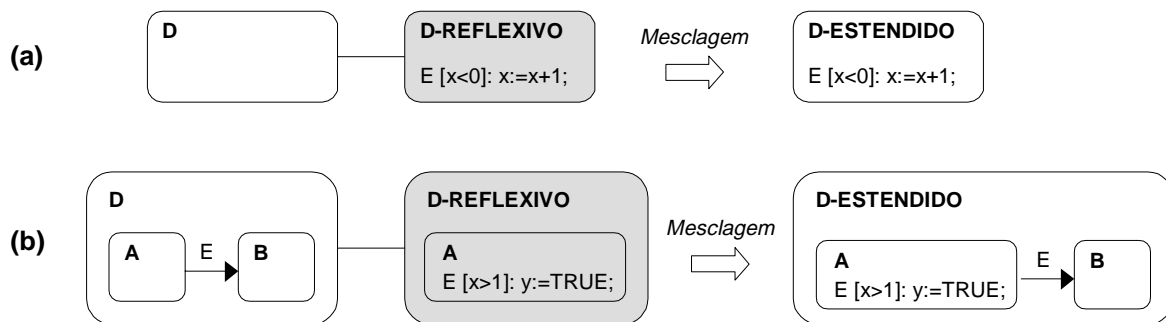 (a)
D
D-REFLEXIVO
E [x<0]: x:=x+1;
Mesclagem
D-ESTENDIDO
E [x<0]: x:=x+1;
(b)
D
A
E
B
D-REFLEXIVO
A
E [x>1]: y:=TRUE;
Mesclagem
D-ESTENDIDO
A
E [x>1]: y:=TRUE;
E
B